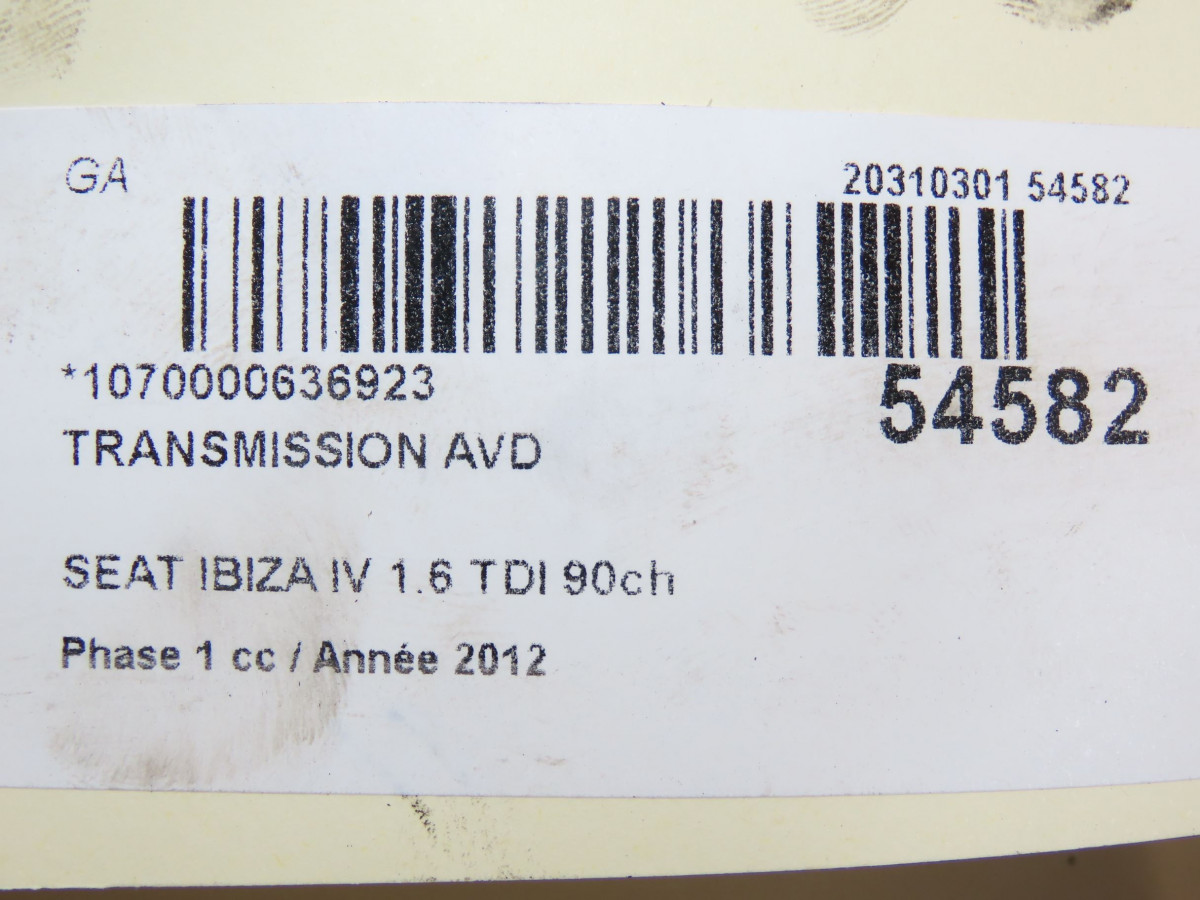 GA
20310301 54582
*1070000636923
54582
TRANSMISSION AVD
SEAT IBIZA IV 1.6 TDI 90ch
Phase 1 cc / Année 2012